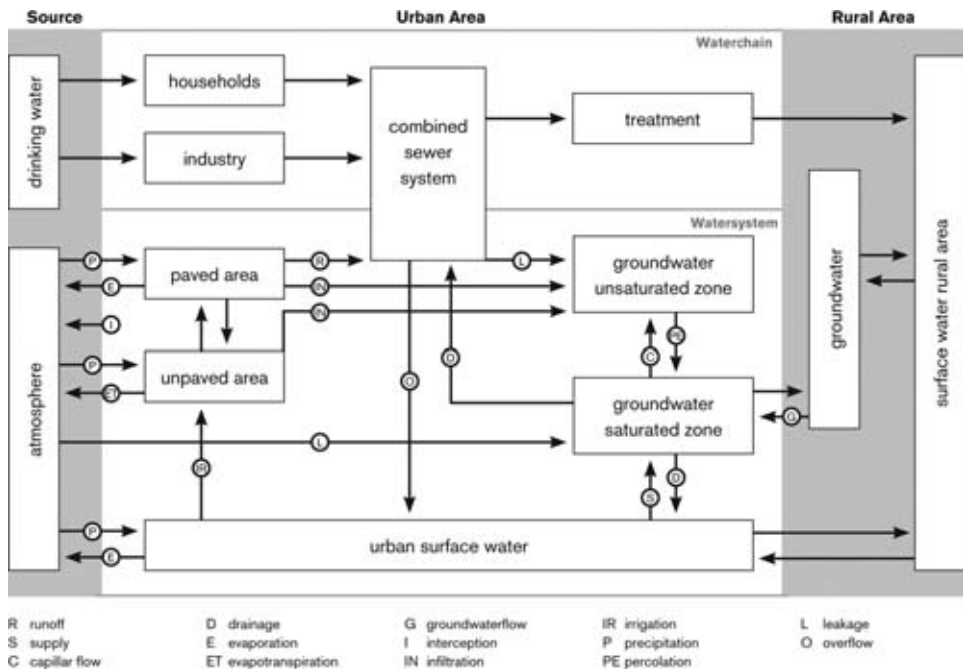 Source
Urban Area
Rural Area
Waterchain
drinking water
households
industry
combined
sewer
system
treatment
Watersystem
atmosphere
P
E
I
P
ET
P
E
paved area
R
IN
IN
unpaved area
IR
L
L
O
O
groundwater
unsaturated zone
C
PE
groundwater
saturated zone
S
D
G
groundwater
surface water rural area
urban surface water
R runoff
S supply
C capillar flow
D drainage
E evaporation
ET evapotranspiration
G groundwaterflow
I interception
IN infiltration
IR irrigation
P precipitation
PE percolation
L leakage
O overflow